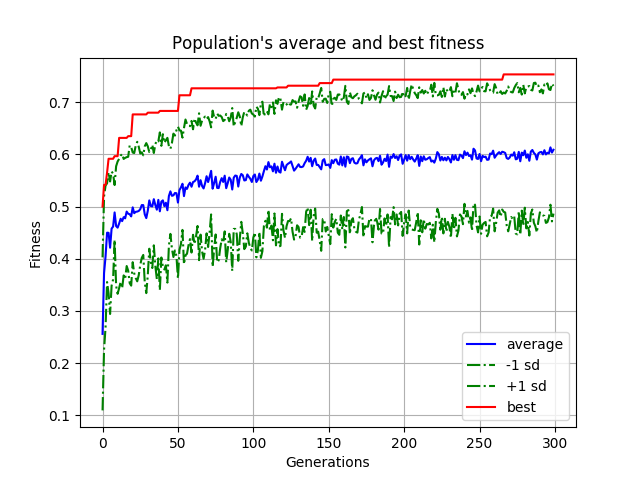 Population's average and best fitness
Fitness
0.7
0.6
0.5
0.4
0.3
0.2
0.1
average
-1 sd
+1 sd
best
0 50 100 150 200 250 300
Generations